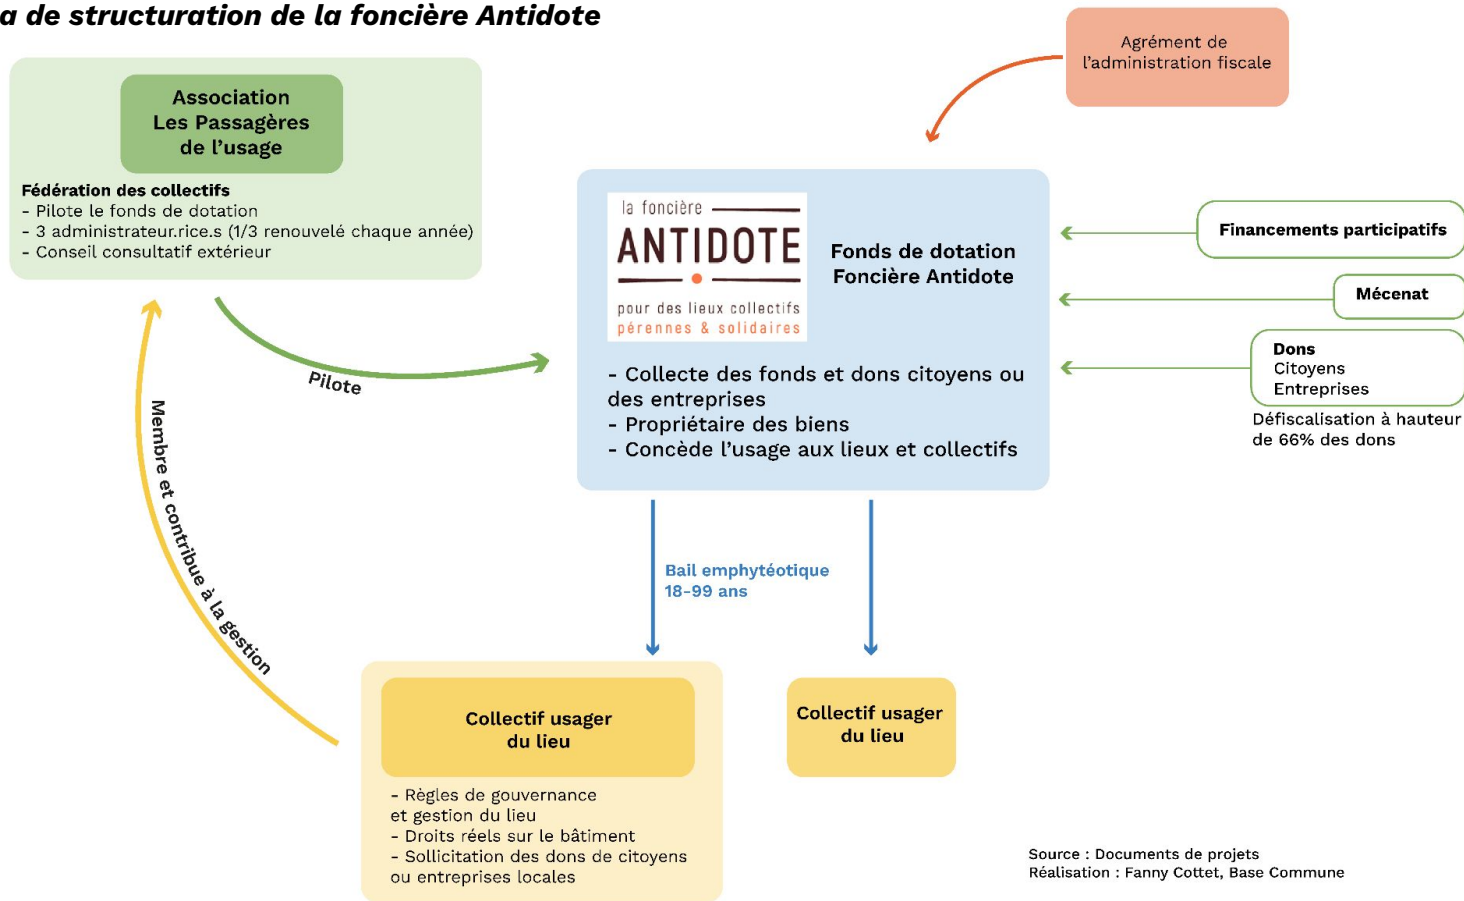 a de structuration de la foncière Antidote
Agrément de
l’administration fiscale
Association
Les Passagères
de l’usage
Fédération des collectifs
- Pilote le fonds de dotation
- 3 administrateur.rice.s (1/3 renouvelé chaque année)
- Conseil consultatif extérieur
la foncière
ANTIDOTE
pour des lieux collectifs
pérennes & solidaires
Fonds de dotation
Foncière Antidote
- Collecte des fonds et dons citoyens ou
des entreprises
- Propriétaire des biens
- Concède l’usage aux lieux et collectifs
Financements participatifs
Mécenat
Dons
Citoyens
Entreprises
Défiscalisation à hauteur
de 66% des dons
Pilote
Membre et contribue à la gestion
Bail emphytéotique
18-99 ans
Collectif usager
du lieu
- Règles de gouvernance
et gestion du lieu
- Droits réels sur le bâtiment
- Sollicitation des dons de citoyens
ou entreprises locales
Collectif usager
du lieu
Source : Documents de projets
Réalisation : Fanny Cottet, Base Commune